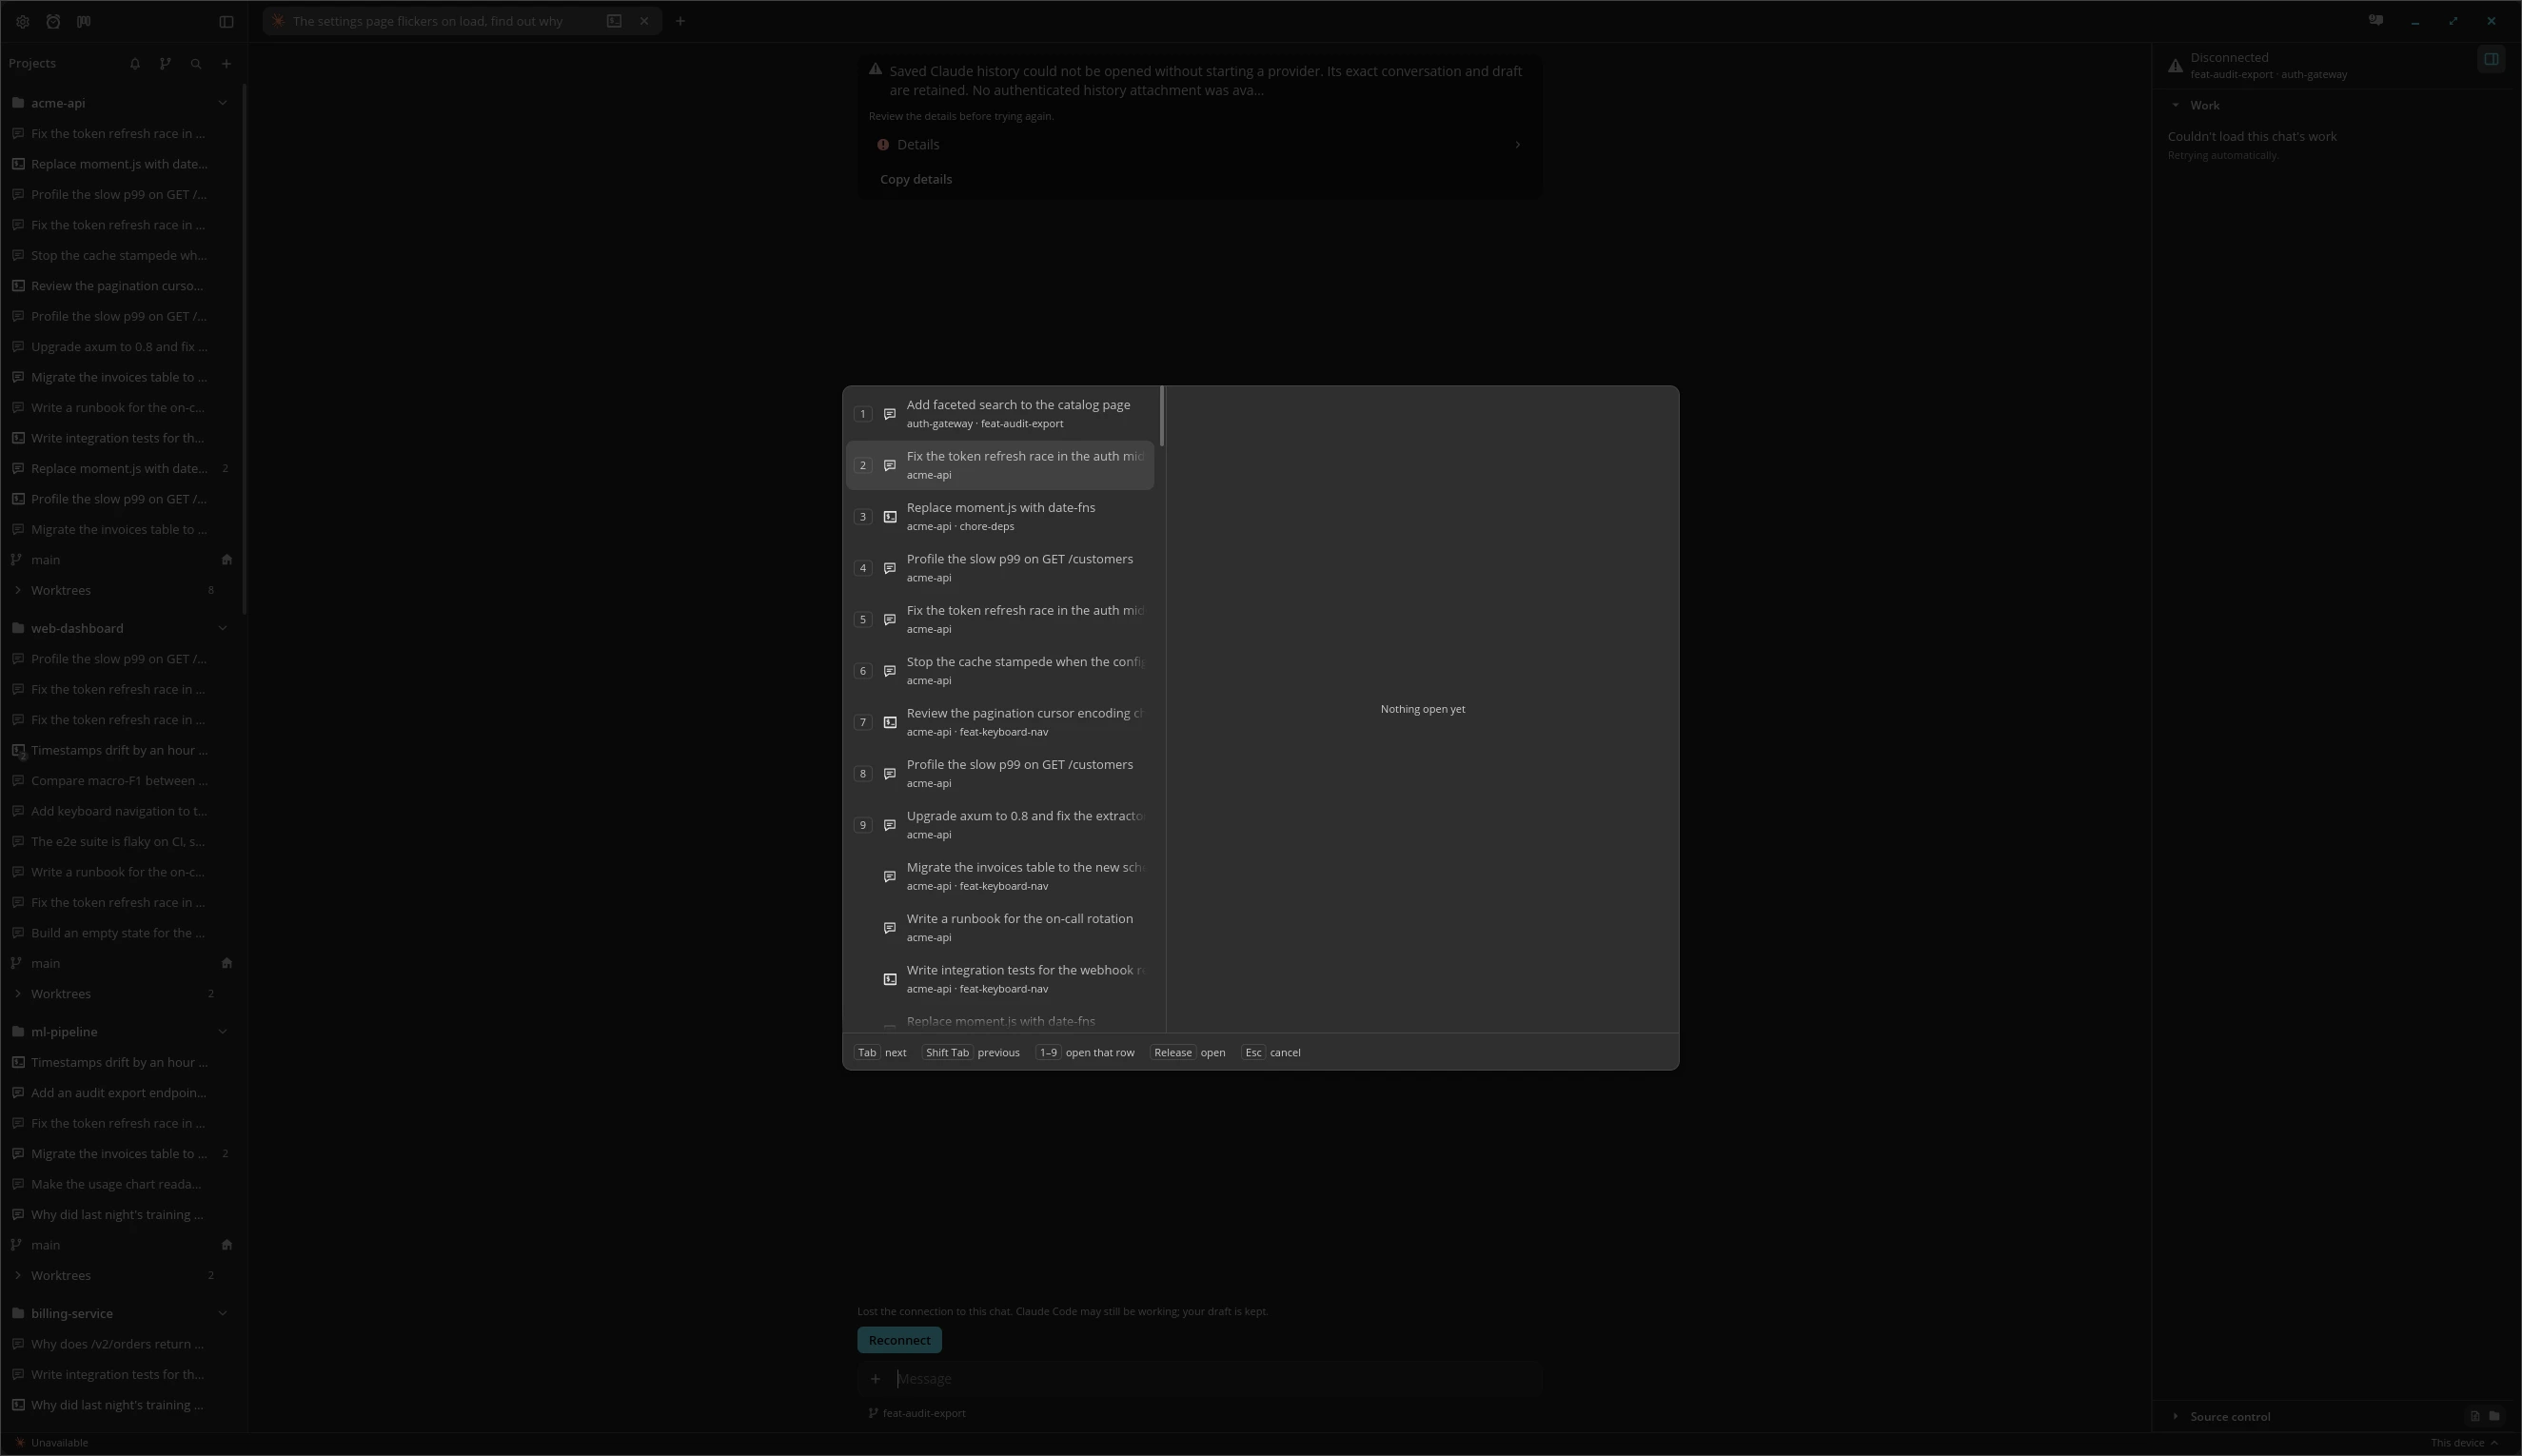 The settings page flickers on load, find out why
Projects
acme-api
Fix the token refresh race in ...
Replace moment.js with date...
Profile the slow p99 on GET /...
Fix the token refresh race in ...
Stop the cache stampede wh...
Review the pagination curso...
Profile the slow p99 on GET /...
Upgrade axum to 0.8 and fix ...
Migrate the invoices table to ...
Write a runbook for the on-c...
Write integration tests for th...
Replace moment.js with date... 2
Profile the slow p99 on GET /...
Migrate the invoices table to ...
main
Worktrees 8
web-dashboard
Profile the slow p99 on GET /...
Fix the token refresh race in ...
Fix the token refresh race in ...
Timestamps drift by an hour ...
2
Compare macro-F1 between ...
Add keyboard navigation to t...
The e2e suite is flaky on CI, s...
Write a runbook for the on-c...
Fix the token refresh race in ...
Build an empty state for the ...
main
Worktrees 2
ml-pipeline
Timestamps drift by an hour ...
Add an audit export endpoin...
Fix the token refresh race in ...
Migrate the invoices table to ... 2
Make the usage chart reada...
Why did last night's training ...
main
Worktrees 2
billing-service
Why does /v2/orders return ...
Write integration tests for th...
Why did last night's training ...
Unavailable
Saved Claude history could not be opened without starting a provider. Its exact conversation and draft
are retained. No authenticated history attachment was ava...
Review the details before trying again.
Details
Copy details
1 Add faceted search to the catalog page
auth-gateway · feat-audit-export
2 Fix the token refresh race in the auth mid
acme-api
3 Replace moment.js with date-fns
acme-api · chore-deps
4 Profile the slow p99 on GET /customers
acme-api
5 Fix the token refresh race in the auth mid
acme-api
6 Stop the cache stampede when the config
acme-api
7 Review the pagination cursor encoding ch
acme-api · feat-keyboard-nav
8 Profile the slow p99 on GET /customers
acme-api
9 Upgrade axum to 0.8 and fix the extractor
acme-api
Migrate the invoices table to the new sche
acme-api · feat-keyboard-nav
Write a runbook for the on-call rotation
acme-api
Write integration tests for the webhook re
acme-api · feat-keyboard-nav
Replace moment.js with date-fns
Nothing open yet
Tab next Shift Tab previous 1–9 open that row Release open Esc cancel
Lost the connection to this chat. Claude Code may still be working; your draft is kept.
Reconnect
Message
feat-audit-export
Disconnected
feat-audit-export · auth-gateway
Work
Couldn't load this chat's work
Retrying automatically.
Source control
This device